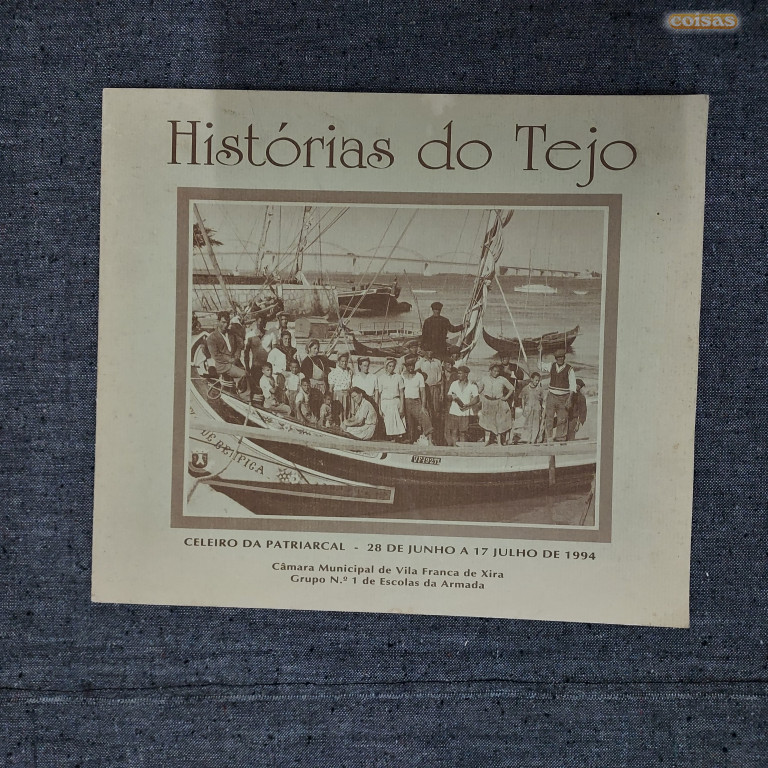 coisas
Histórias do Tejo
CELEIRO DA PATRIARCAL - 28 DE JUNHO A 17 JULHO DE 1994
Câmara Municipal de Vila Franca de Xira
Grupo N.º 1 de Escolas da Armada